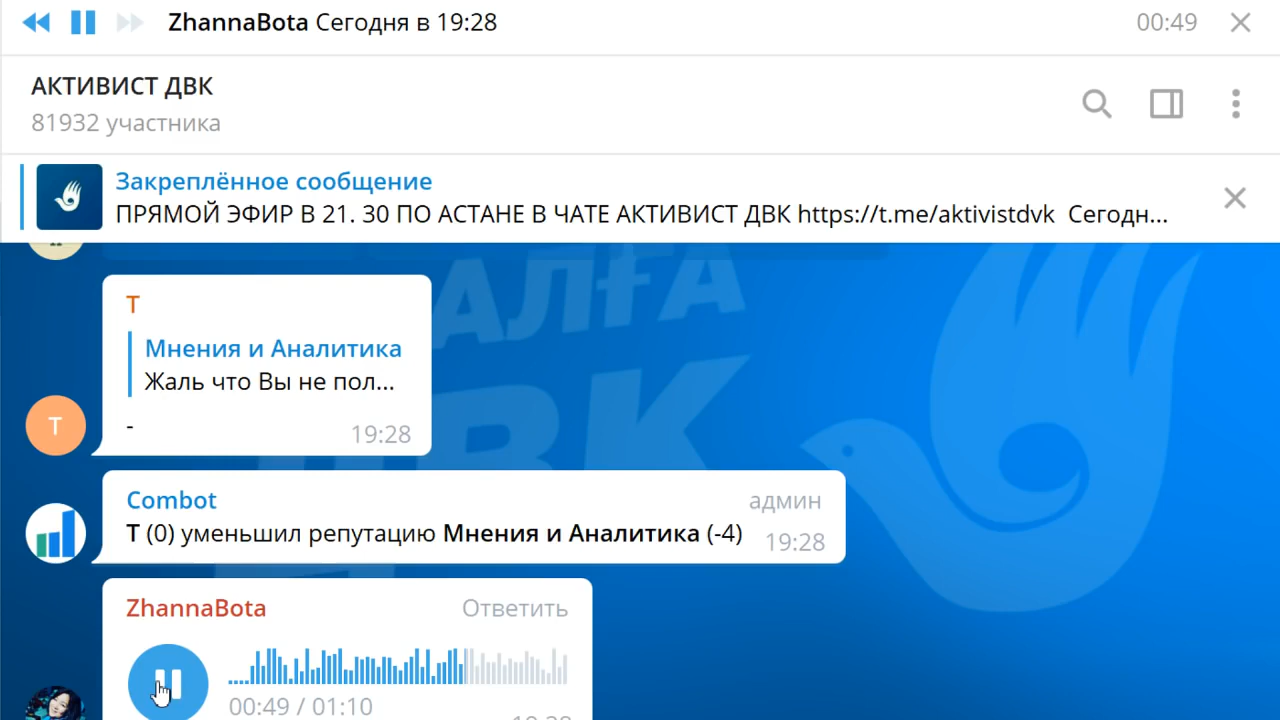 ZhannaBota Сегодня в 19:28
00:49
АКТИВИСТ ДВК
81932 участника
Закреплённое сообщение
ПРЯМОЙ ЭФИР В 21. 30 ПО АСТАНЕ В ЧАТЕ АКТИВИСТ ДВК https://t.me/aktivistdvk Сегодн...
АЛҒА
ДВК
T
Мнения и Аналитика
Жаль что Вы не пол...
T
-
19:28
Combot
админ
T (0) уменьшил репутацию Мнения и Аналитика (-4)
19:28
ZhannaBota
Ответить
00:49 / 01:10